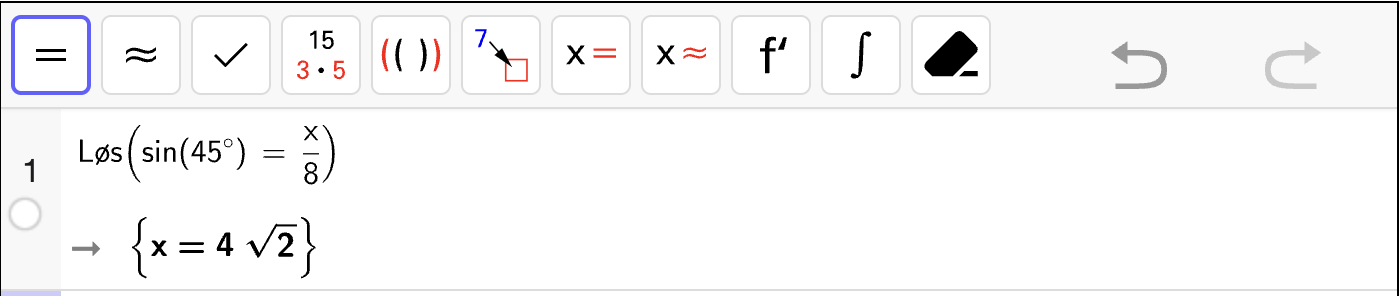 = ≈ ✓ 15 3·5 (( )) 7 x= x≈ f′ ∫
1 Løs(sin(45°) = x/8)
→ {x = 4 √2}